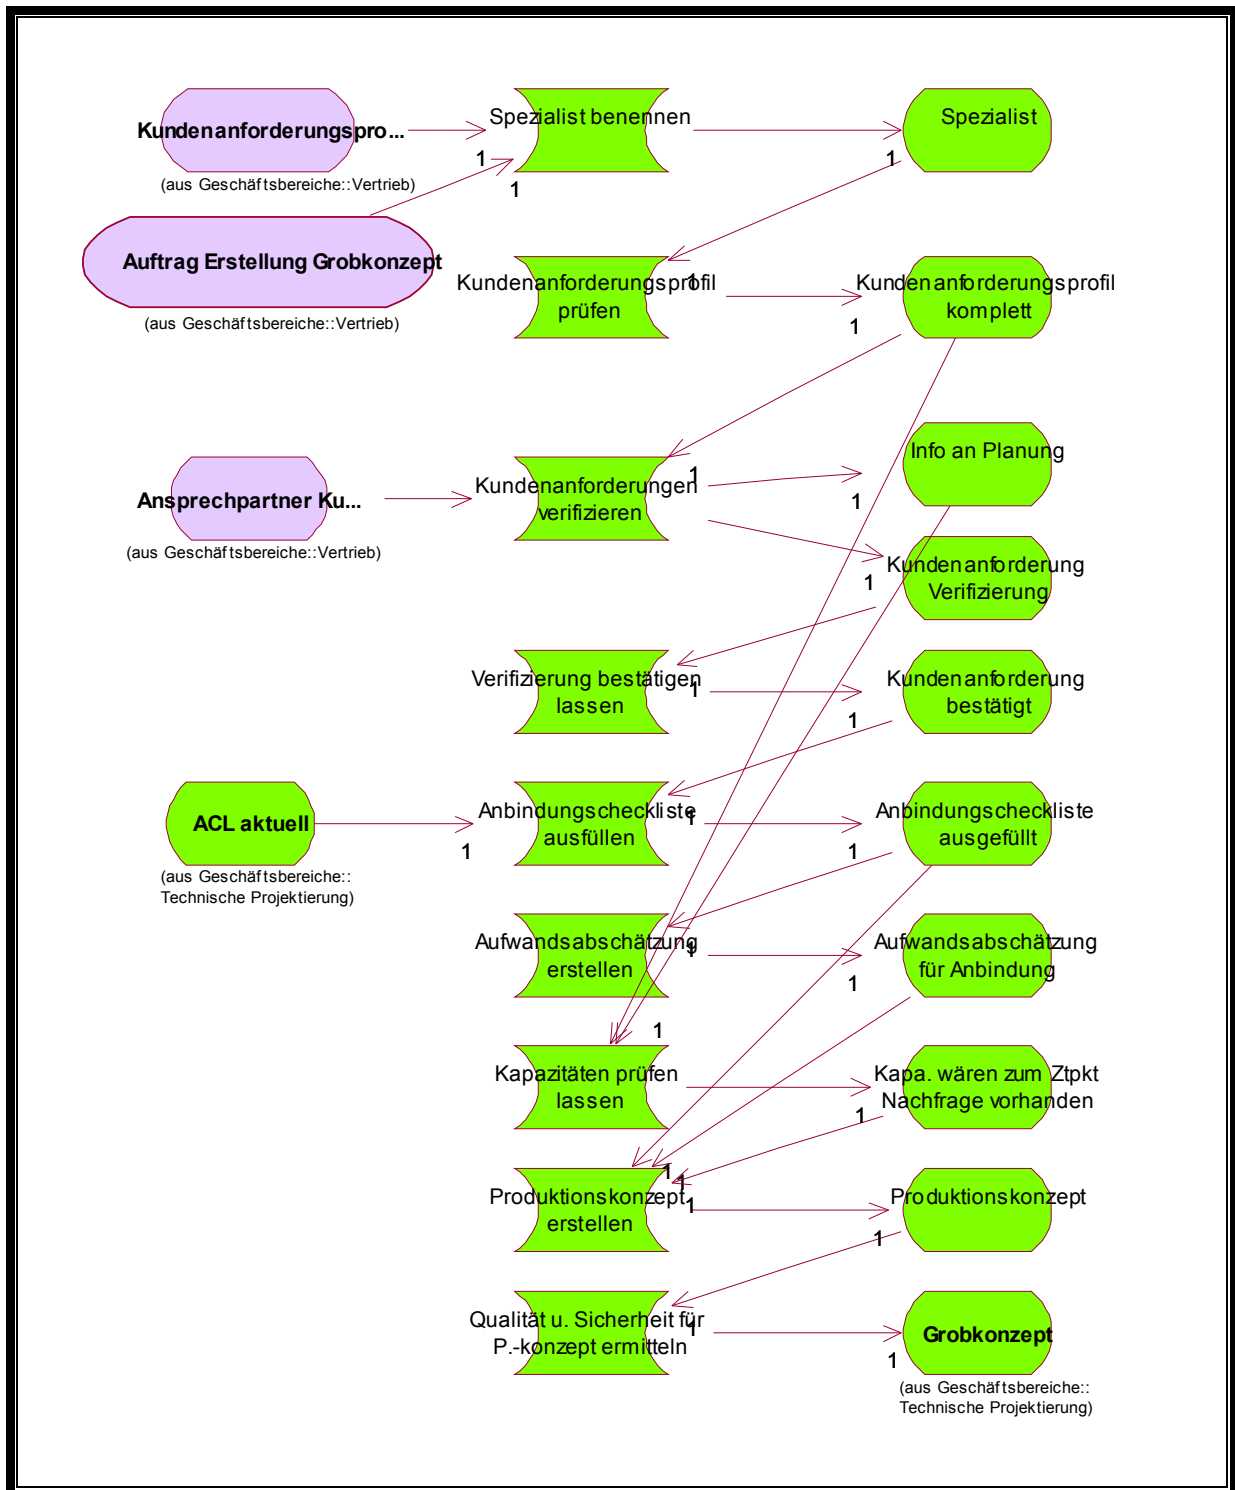 Kundenanforderungspro...
Spezialist benennen
Spezialist
1
1
1
(aus Geschäftsbereiche::Vertrieb)
1
Auftrag Erstellung Grobkonzept
(aus Geschäftsbereiche::Vertrieb)
Kundenanforderungsprofil
prüfen
1
Kundenanforderungsprofil
komplett
1
Ansprechpartner Ku...
(aus Geschäftsbereiche::Vertrieb)
Kundenanforderungen
verifizieren
1
Info an Planung
1
Kundenanforderung
Verifizierung
1
Verifizierung bestätigen
lassen
1
Kundenanforderung
bestätigt
1
ACL aktuell
(aus Geschäftsbereiche::
Technische Projektierung)
1
Anbindungscheckliste
ausfüllen
1
Anbindungscheckliste
ausgefüllt
1
Aufwandsabschätzung
erstellen
1
Aufwandsabschätzung
für Anbindung
1
1
Kapazitäten prüfen
lassen
Kapa. wären zum Ztpkt
Nachfrage vorhanden
1
1
1
Produktionskonzept
erstellen
1
Produktionskonzept
1
Qualität u. Sicherheit für
P.-konzept ermitteln
1
Grobkonzept
1
(aus Geschäftsbereiche::
Technische Projektierung)